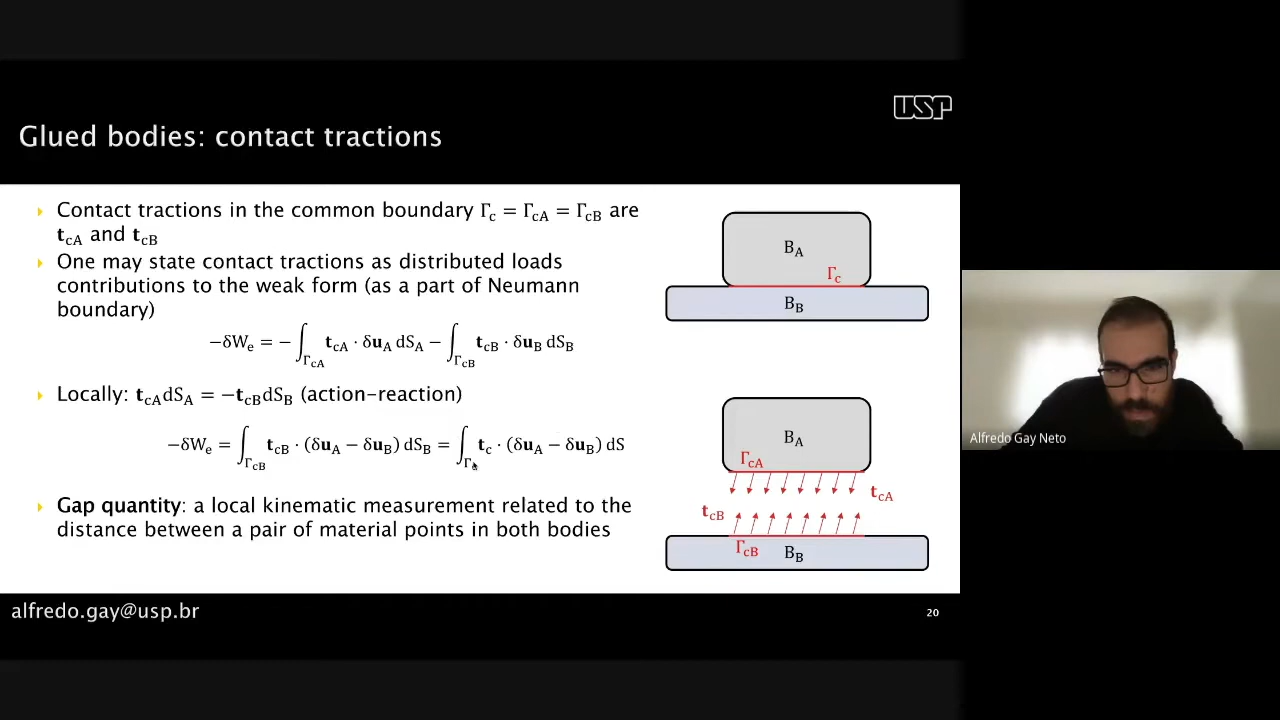 USP
Glued bodies: contact tractions
Contact tractions in the common boundary Γc = ΓcA = ΓcB are
tcA and tcB
One may state contact tractions as distributed loads
contributions to the weak form (as a part of Neumann
boundary)
−δWe = − ∫ΓcA tcA · δuA dSA − ∫ΓcB tcB · δuB dSB
Locally: tcAdSA = −tcBdSB (action-reaction)
−δWe = ∫ΓcB tcB · (δuA − δuB) dSB = ∫Γc tc · (δuA − δuB) dS
Gap quantity: a local kinematic measurement related to the
distance between a pair of material points in both bodies
BA
Γc
BB
BA
ΓcA
tcA
tcB
ΓcB
BB
Alfredo Gay Neto
alfredo.gay@usp.br
20